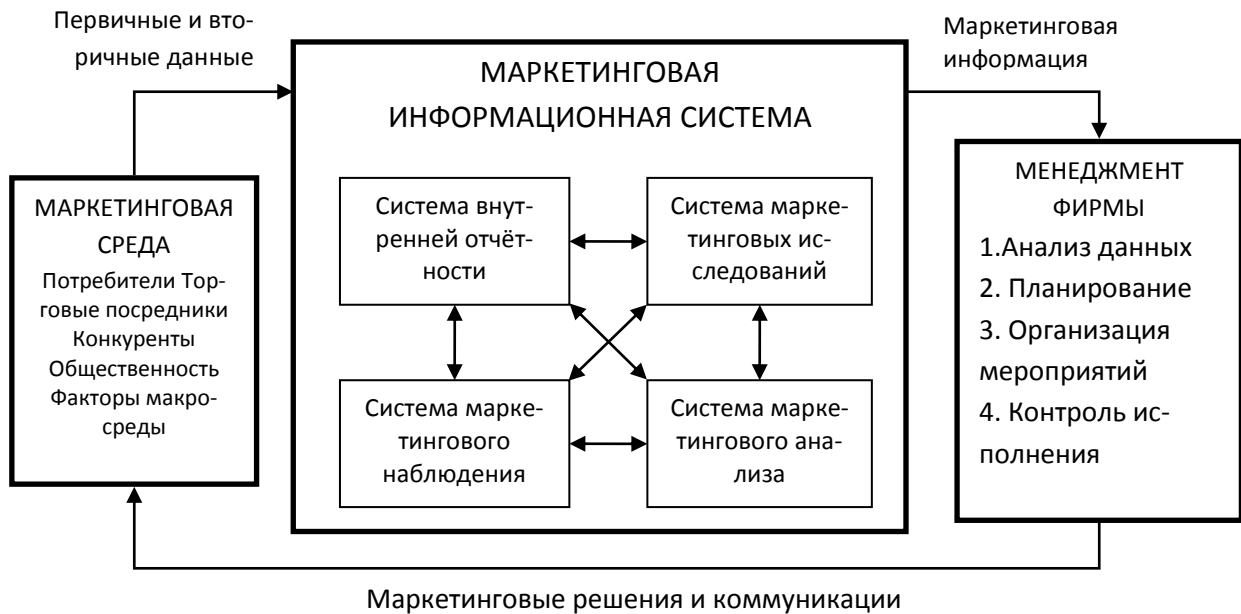 Первичные и вто-
ричные данные
Маркетинговая
информация
МАРКЕТИНГОВАЯ
ИНФОРМАЦИОННАЯ СИСТЕМА
МАРКЕТИНГОВАЯ
СРЕДА
Потребители Тор-
говые посредники
Конкуренты
Общественность
Факторы макро-
среды
Система внут-
ренней отчёт-
ности
Система марке-
тинговых ис-
следований
Система марке-
тингового
наблюдения
Система марке-
тингового ана-
лиза
МЕНЕДЖМЕНТ
ФИРМЫ
1.Анализ данных
2. Планирование
3. Организация
мероприятий
4. Контроль ис-
полнения
Маркетинговые решения и коммуникации